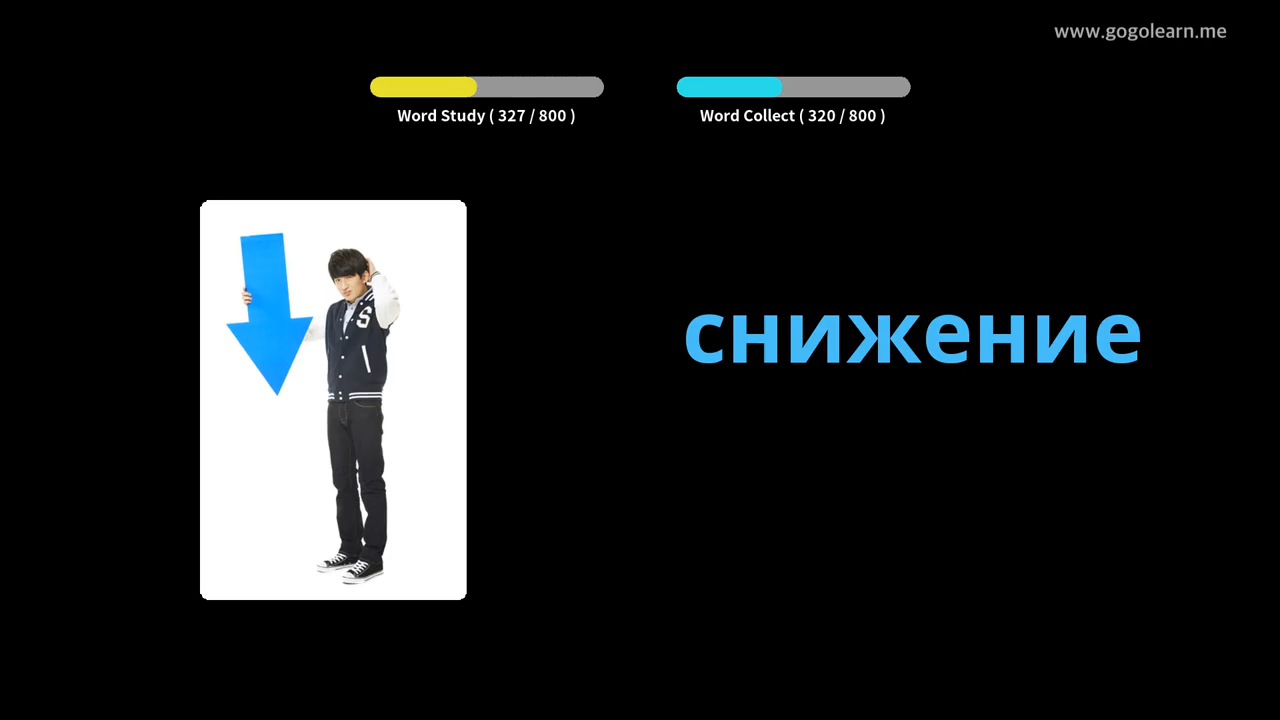 www.gogolearn.me
Word Study ( 327 / 800 )
Word Collect ( 320 / 800 )
S
снижение